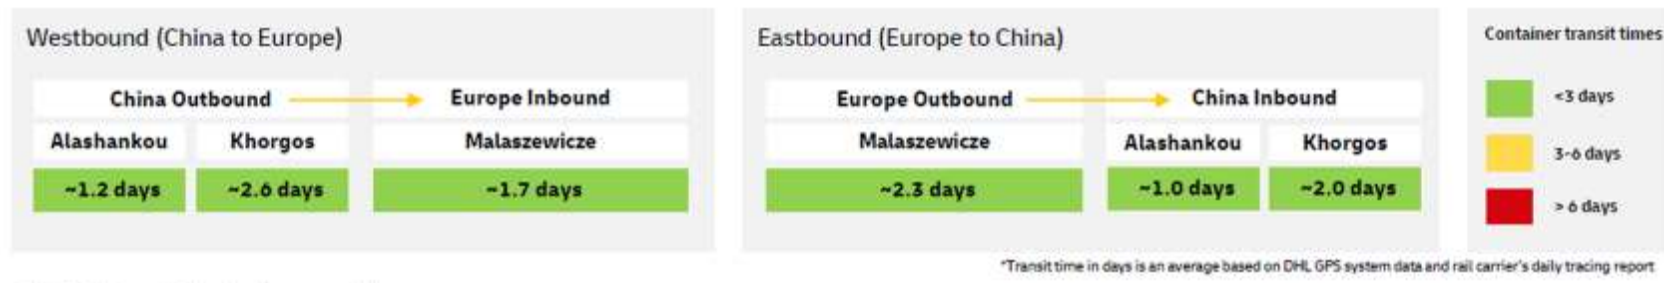 Westbound (China to Europe)
China Outbound
Europe Inbound
Alashankou
Khorgos
Malaszewicze
~1.2 days
~2.6 days
~1.7 days
Eastbound (Europe to China)
Europe Outbound
China Inbound
Malaszewicze
Alashankou
Khorgos
~2.3 days
~1.0 days
~2.0 days
Container transit times
<3 days
3-6 days
> 6 days
*Transit time in days is an average based on DHL GPS system data and rail carrier's daily tracing report